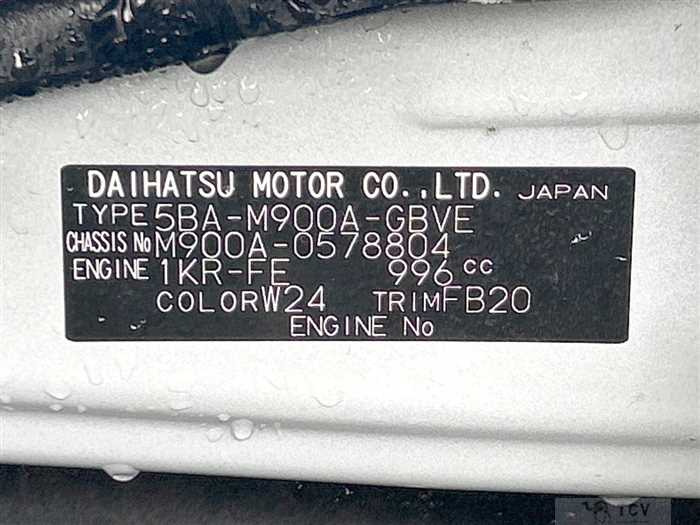 DAIHATSU MOTOR CO.,LTD. JAPAN
TYPE 5BA-M900A-GBVE
CHASSIS No M900A-0578804
ENGINE 1KR-FE 996cc
COLOR W24 TRIM FB20
ENGINE No
TCV